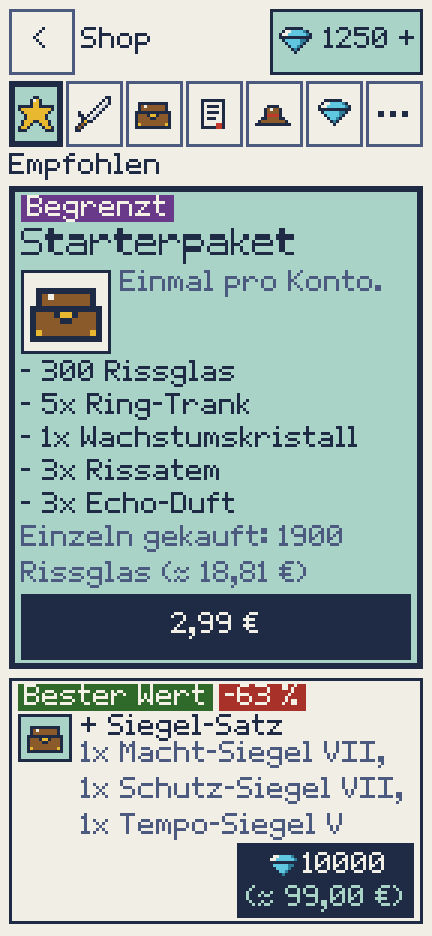 Shop
1250 +
Empfohlen
Begrenzt
Starterpaket
Einmal pro Konto.
- 300 Rissglas
- 5x Ring-Trank
- 1x Wachstumskristall
- 3x Rissatem
- 3x Echo-Duft
Einzeln gekauft: 1900
Rissglas (≈ 18,81 €)
2,99 €
Bester Wert -63 %
+ Siegel-Satz
1x Macht-Siegel VII,
1x Schutz-Siegel VII,
1x Tempo-Siegel V
10000
(≈ 99,00 €)